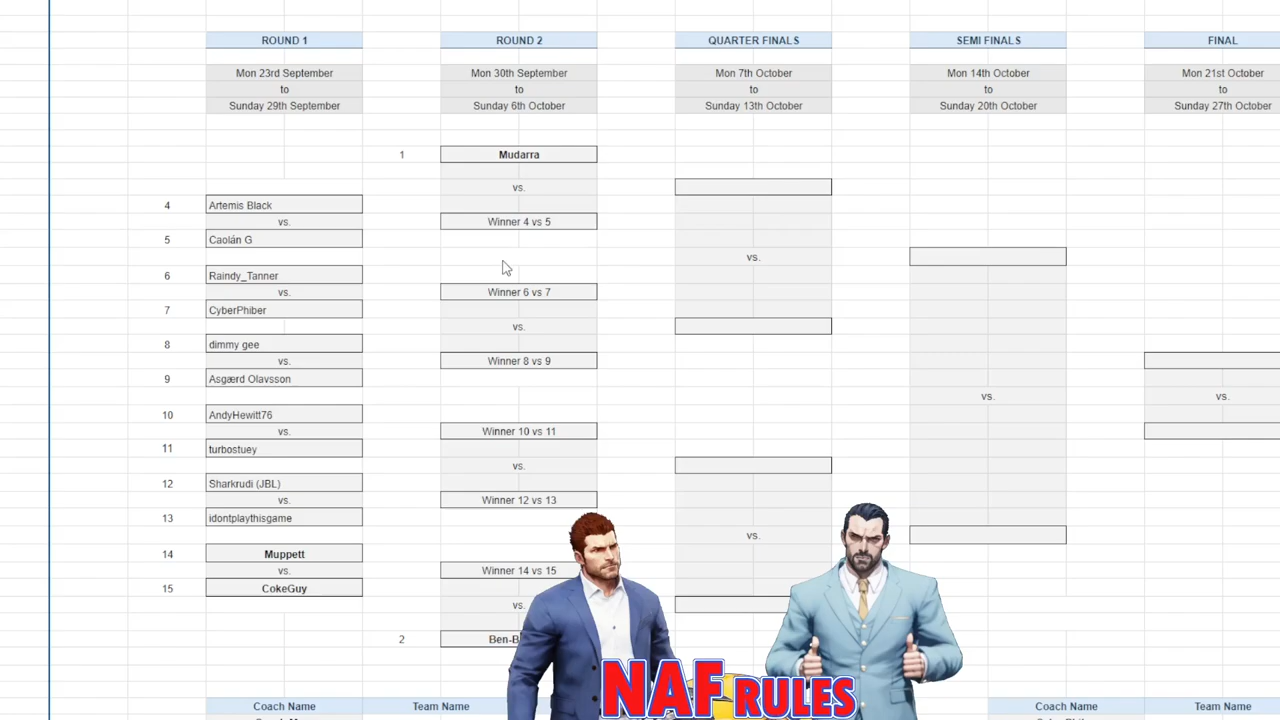 ROUND 1 ROUND 2 QUARTER FINALS SEMI FINALS FINAL
Mon 23rd September Mon 30th September Mon 7th October Mon 14th October Mon 21st October
to to to to to
Sunday 29th September Sunday 6th October Sunday 13th October Sunday 20th October Sunday 27th October
1 Mudarra
vs.
4 Artemis Black
vs. Winner 4 vs 5
5 Caolán G
vs.
6 Raindy_Tanner
vs. Winner 6 vs 7
7 CyberPhiber
vs.
8 dimmy gee
vs. Winner 8 vs 9
9 Asgærd Olavsson
vs. vs.
10 AndyHewitt76
vs. Winner 10 vs 11
11 turbostuey
vs.
12 Sharkrudi (JBL)
vs. Winner 12 vs 13
13 idontplaythisgame
vs.
14 Muppett
vs. Winner 14 vs 15
15 CokeGuy
vs.
2 Ben-B
NAF RULES
Coach Name Team Name Coach Name Team Name